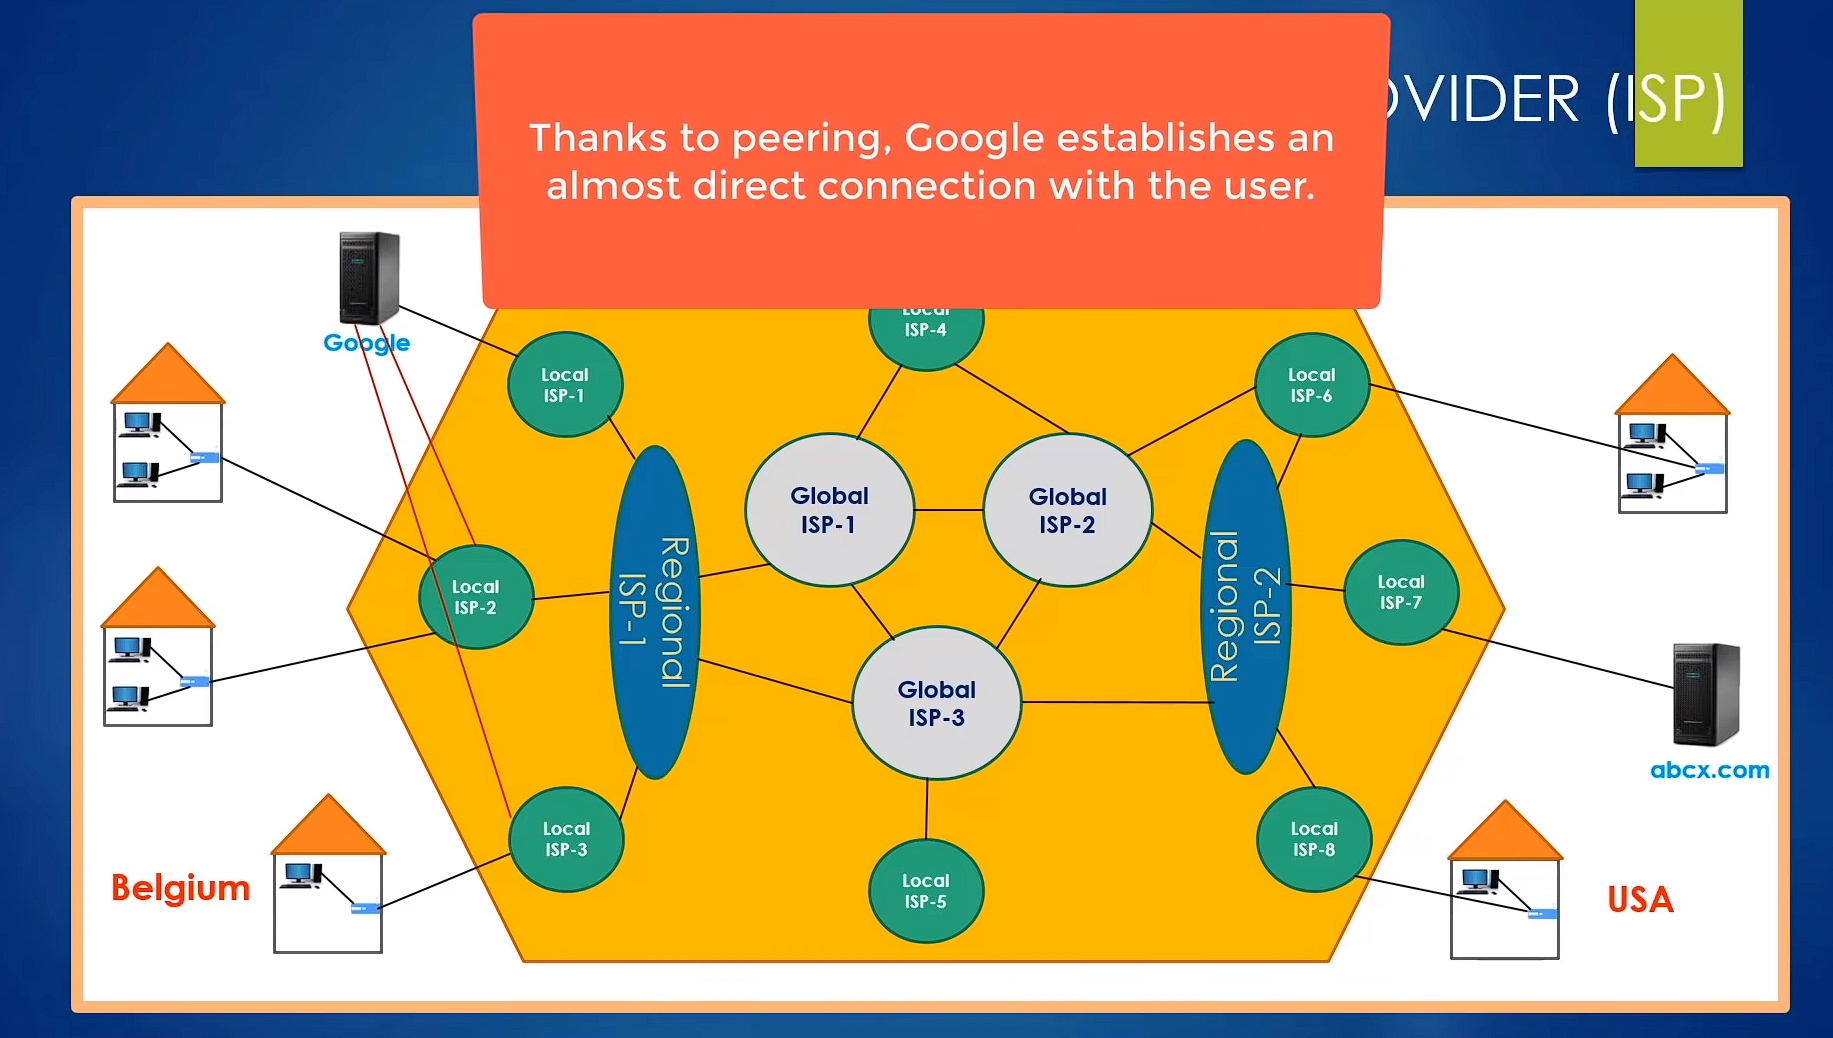 OVIDER (ISP)
Thanks to peering, Google establishes an
almost direct connection with the user.
Google
Local
ISP-1
Local
ISP-4
Local
ISP-6
Global
ISP-1
Global
ISP-2
Local
ISP-2
Regional
ISP-1
Regional
ISP-2
Local
ISP-7
Global
ISP-3
abcx.com
Local
ISP-3
Local
ISP-5
Local
ISP-8
Belgium
USA